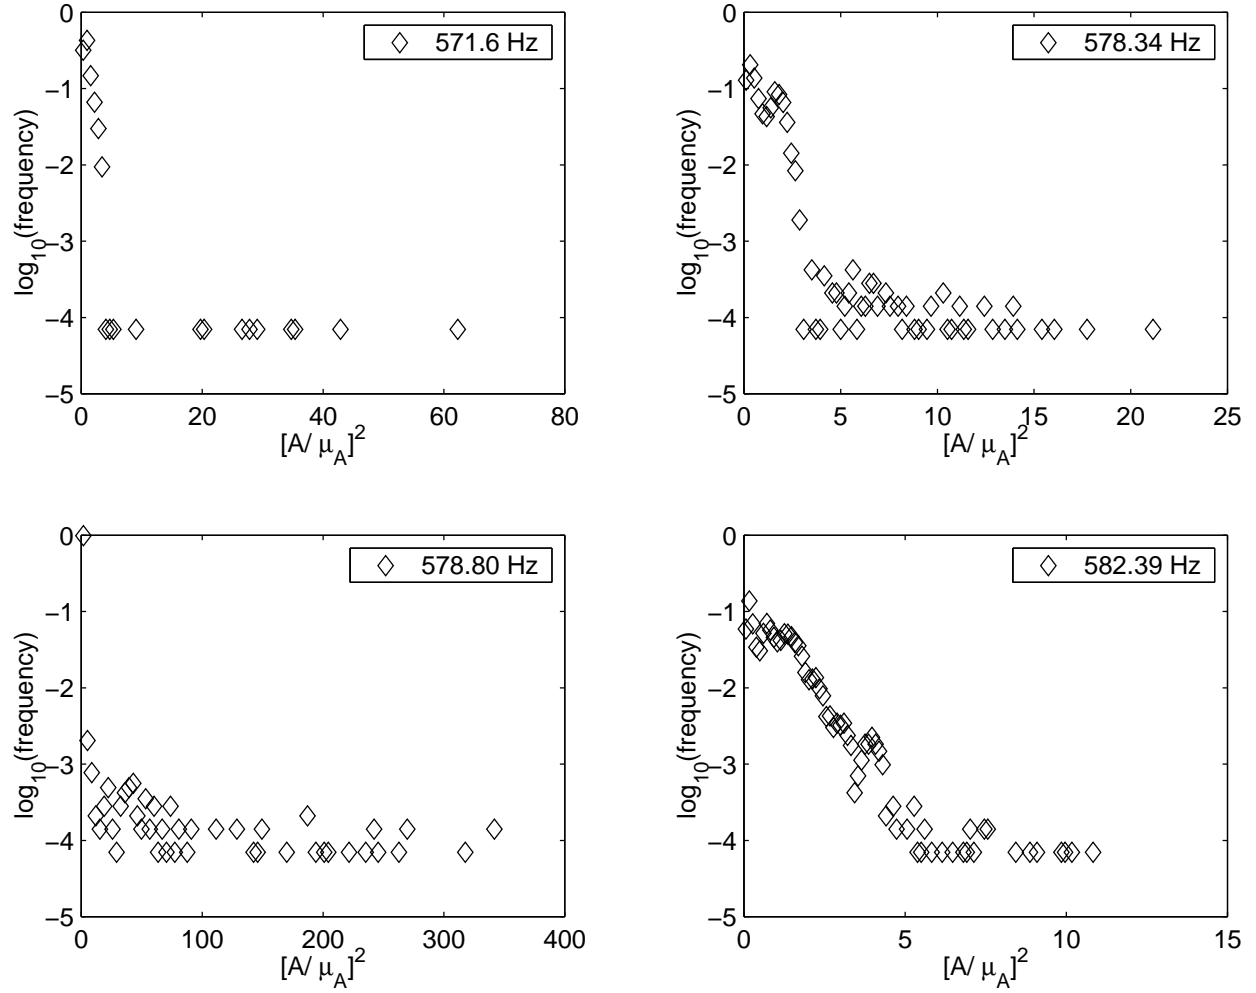 571.6 Hz
0
−1
−2
−3
−4
−5
log10(frequency)
0 20 40 60 80
[A/ μA]2
578.34 Hz
0
−1
−2
−3
−4
−5
log10(frequency)
0 5 10 15 20 25
[A/ μA]2
578.80 Hz
0
−1
−2
−3
−4
−5
log10(frequency)
0 100 200 300 400
[A/ μA]2
582.39 Hz
0
−1
−2
−3
−4
−5
log10(frequency)
0 5 10 15
[A/ μA]2